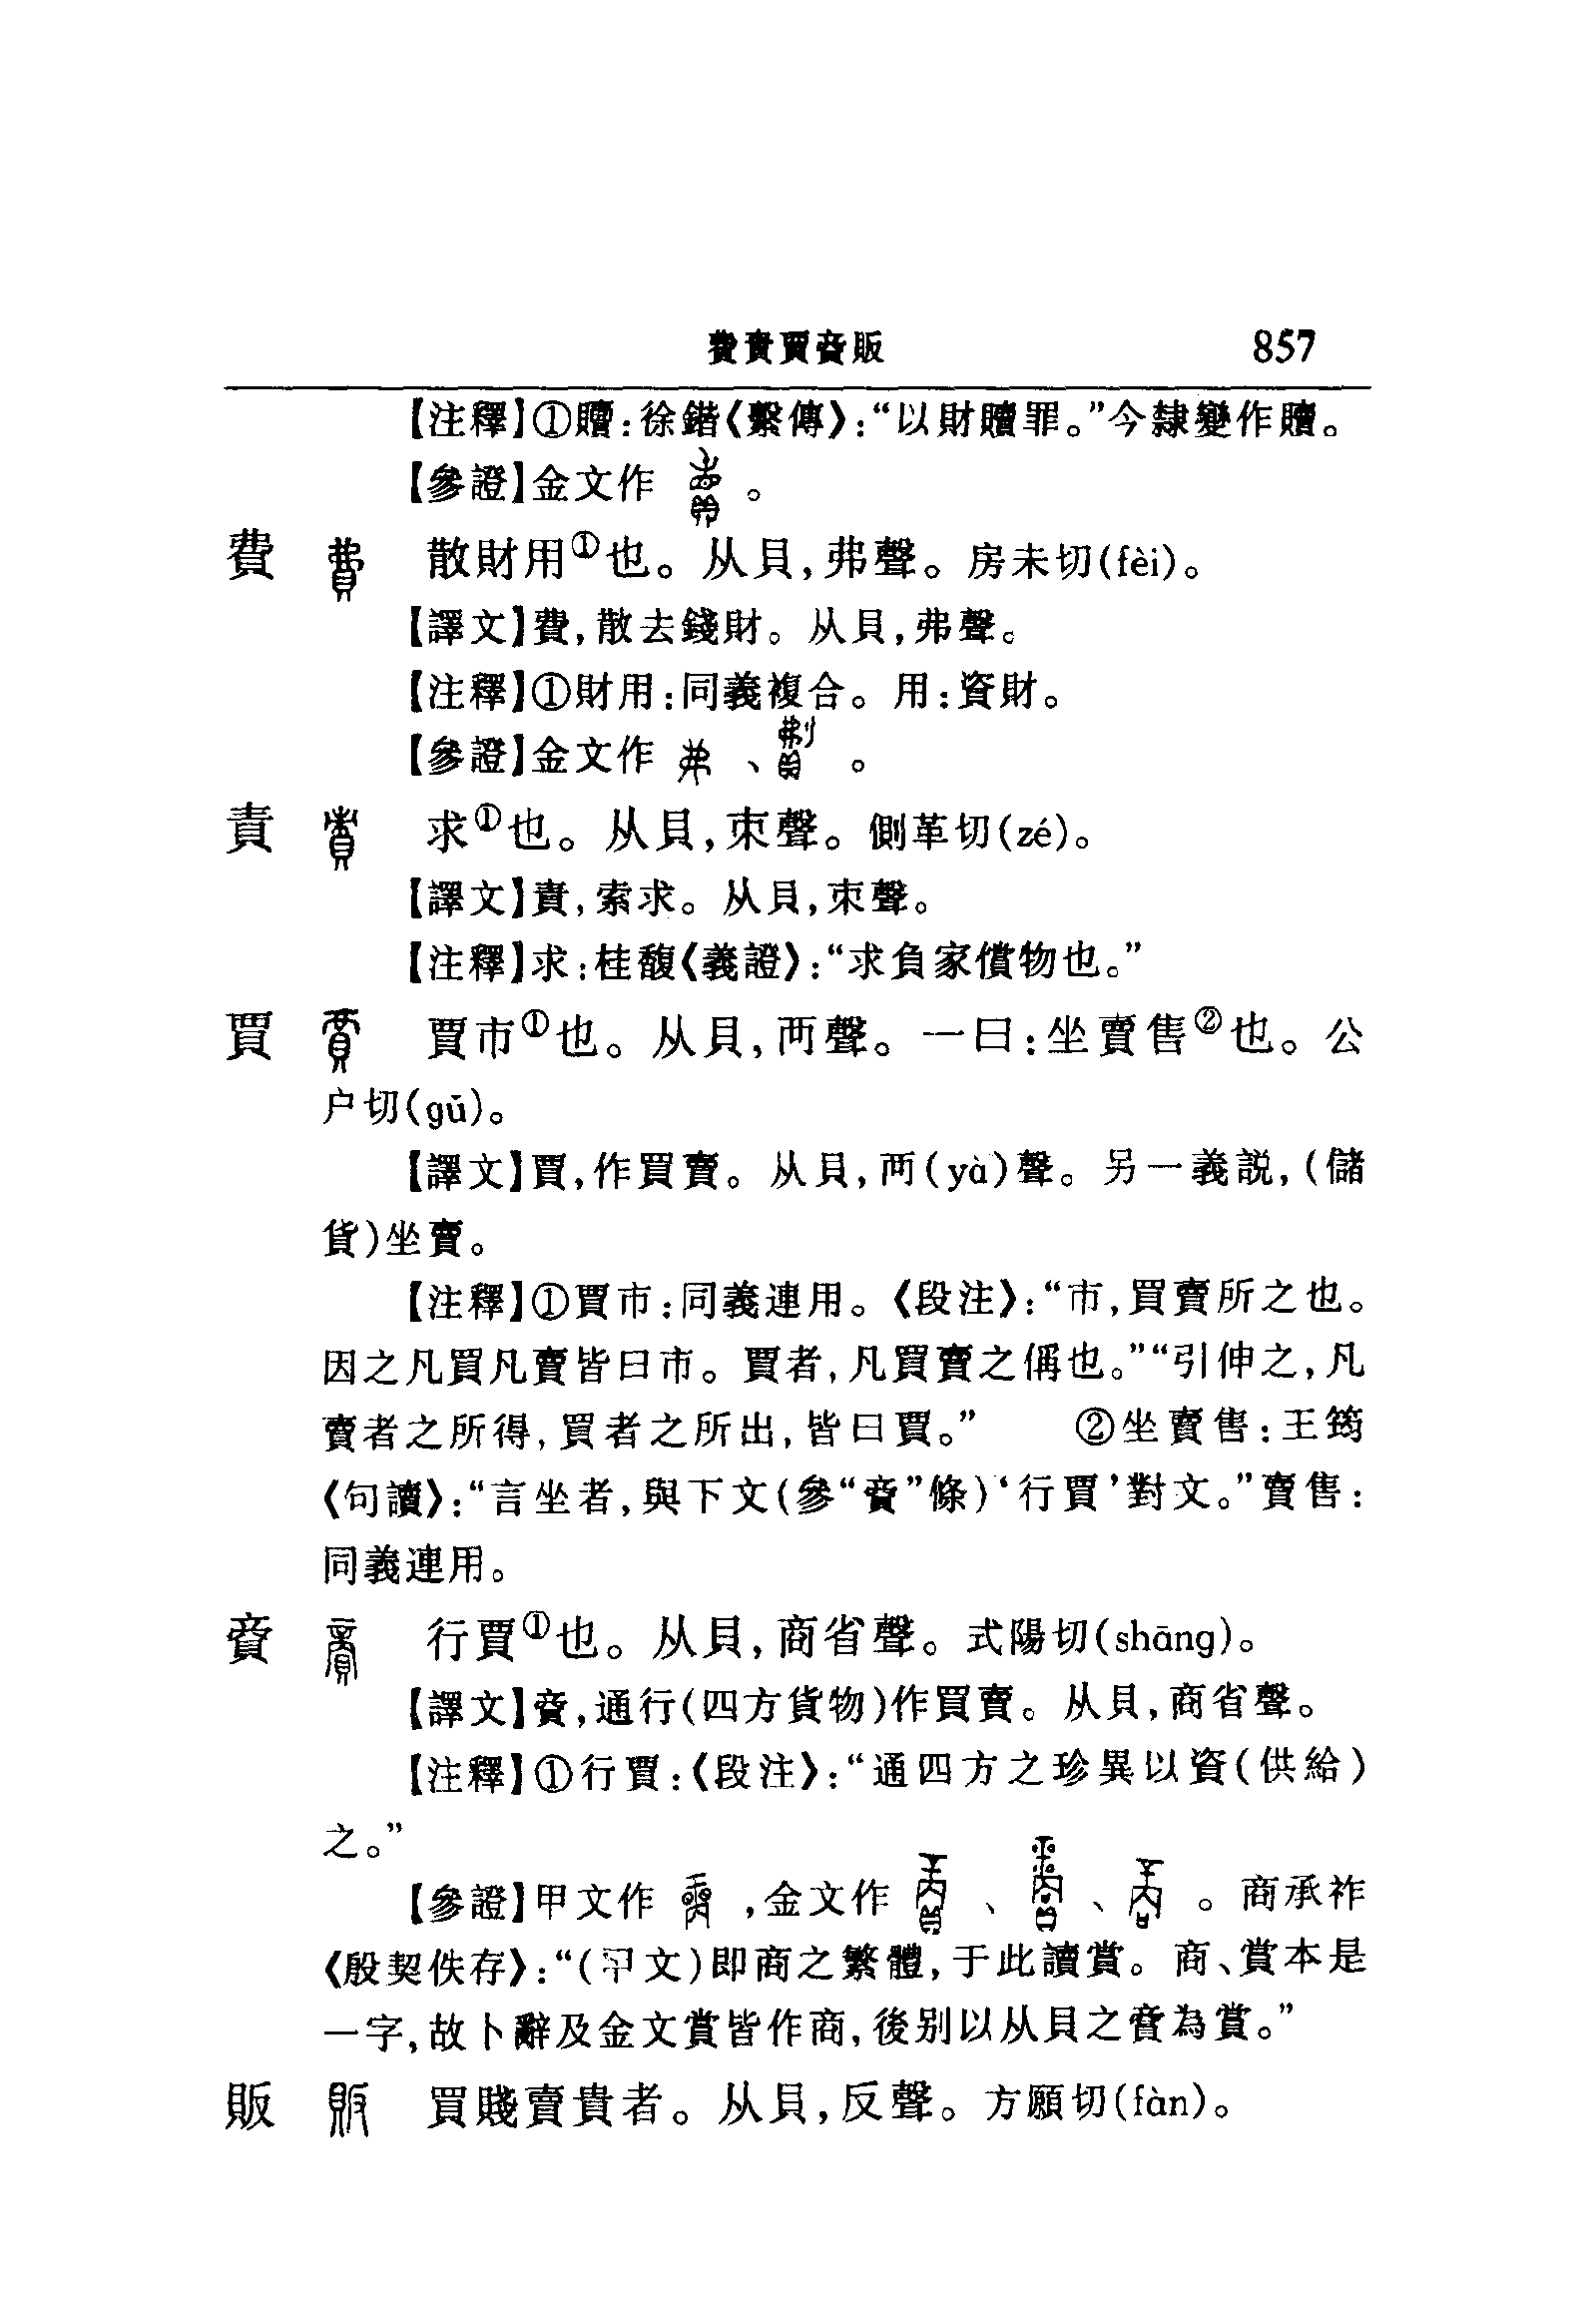 費責賈𧶜販 857
【注釋】①贖：徐鍇《繫傳》：“以財贖罪。”今隸變作贖。
【參證】金文作 。
費 散財用①也。从貝，弗聲。房未切(fèi)。
【譯文】費，散去錢財。从貝，弗聲。
【注釋】①財用：同義複合。用：資財。
【參證】金文作 、 。
責 求①也。从貝，朿聲。側革切(zé)。
【譯文】責，索求。从貝，朿聲。
【注釋】求：桂馥《義證》：“求負家償物也。”
賈 賈市①也。从貝，襾聲。一曰：坐賣售②也。公
户切(gǔ)。
【譯文】賈，作買賣。从貝，襾(yà)聲。另一義説，(儲
貨)坐賣。
【注釋】①賈市：同義連用。《段注》：“市，買賣所之也。
因之凡買凡賣皆曰市。賈者，凡買賣之偁也。”“引伸之，凡
賣者之所得，買者之所出，皆曰賈。” ②坐賣售：王筠
《句讀》：“言坐者，與下文(參“𧶜”條)‘行賈’對文。”賣售：
同義連用。
𧶜 行賈①也。从貝，商省聲。式陽切(shāng)。
【譯文】𧶜，通行(四方貨物)作買賣。从貝，商省聲。
【注釋】①行賈：《段注》：“通四方之珍異以資(供給)
之。”
【參證】甲文作 ，金文作 、 、 。商承祚
《殷契佚存》：“(甲文)即商之繁體，于此讀賞。商、賞本是
一字，故卜辭及金文賞皆作商，後别以从貝之𧶜為賞。”
販 買賤賣貴者。从貝，反聲。方願切(fàn)。